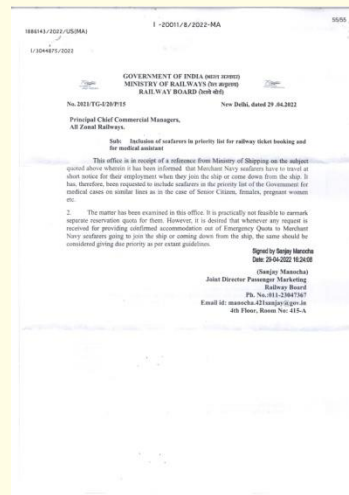 55/55
1886143/2022/US(MA)
I -20011/8/2022-MA
I/3044875/2022
GOVERNMENT OF INDIA (भारत सरकार)
MINISTRY OF RAILWAYS (रेल मंत्रालय)
RAILWAY BOARD (रेलवे बोर्ड)
No. 2021/TG-I/20/P/15
New Delhi, dated 29 .04.2022
Principal Chief Commercial Managers,
All Zonal Railways.
Sub: Inclusion of seafarers in priority list for railway ticket booking and
for medical assistant
This office is in receipt of a reference from Ministry of Shipping on the subject
quoted above wherein it has been informed that Merchant Navy seafarers have to travel at
short notice for their employment when they join the ship or come down from the ship. It
has, therefore, been requested to include seafarers in the priority list of the Government for
medical cases on similar lines as in the case of Senior Citizen, females, pregnant women
etc.
2. The matter has been examined in this office. It is practically not feasible to earmark
separate reservation quota for them. However, it is desired that whenever any request is
received for providing confirmed accommodation out of Emergency Quota to Merchant
Navy seafarers going to join the ship or coming down from the ship, the same should be
considered giving due priority as per extant guidelines.
Signed by Sanjay Manocha
Date: 29-04-2022 16:24:08
(Sanjay Manocha)
Joint Director Passenger Marketing
Railway Board
Ph. No.:011-23047367
Email id: manocha.421sanjay@gov.in
4th Floor, Room No: 415-A